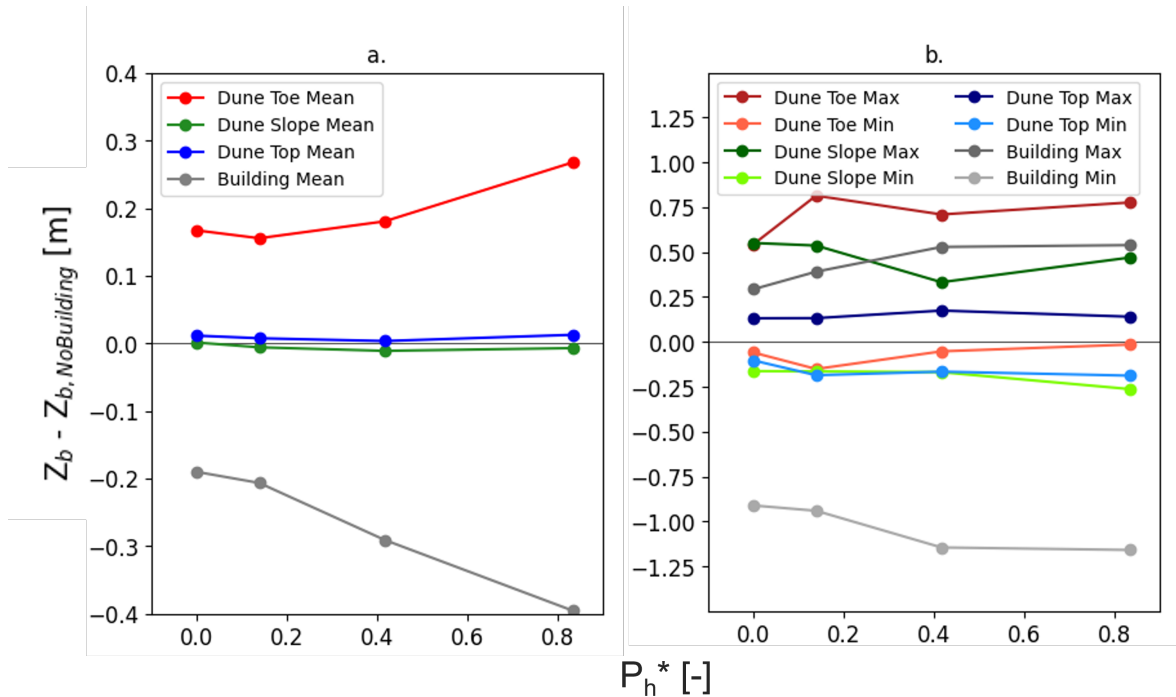 a.
0.4
0.3
0.2
0.1
0.0
−0.1
−0.2
−0.3
−0.4
Dune Toe Mean
Dune Slope Mean
Dune Top Mean
Building Mean
0.0 0.2 0.4 0.6 0.8
Z_b - Z_{b, NoBuilding} [m]
b.
1.25
1.00
0.75
0.50
0.25
0.00
−0.25
−0.50
−0.75
−1.00
−1.25
Dune Toe Max
Dune Toe Min
Dune Slope Max
Dune Slope Min
Dune Top Max
Dune Top Min
Building Max
Building Min
0.0 0.2 0.4 0.6 0.8
P_h* [-]